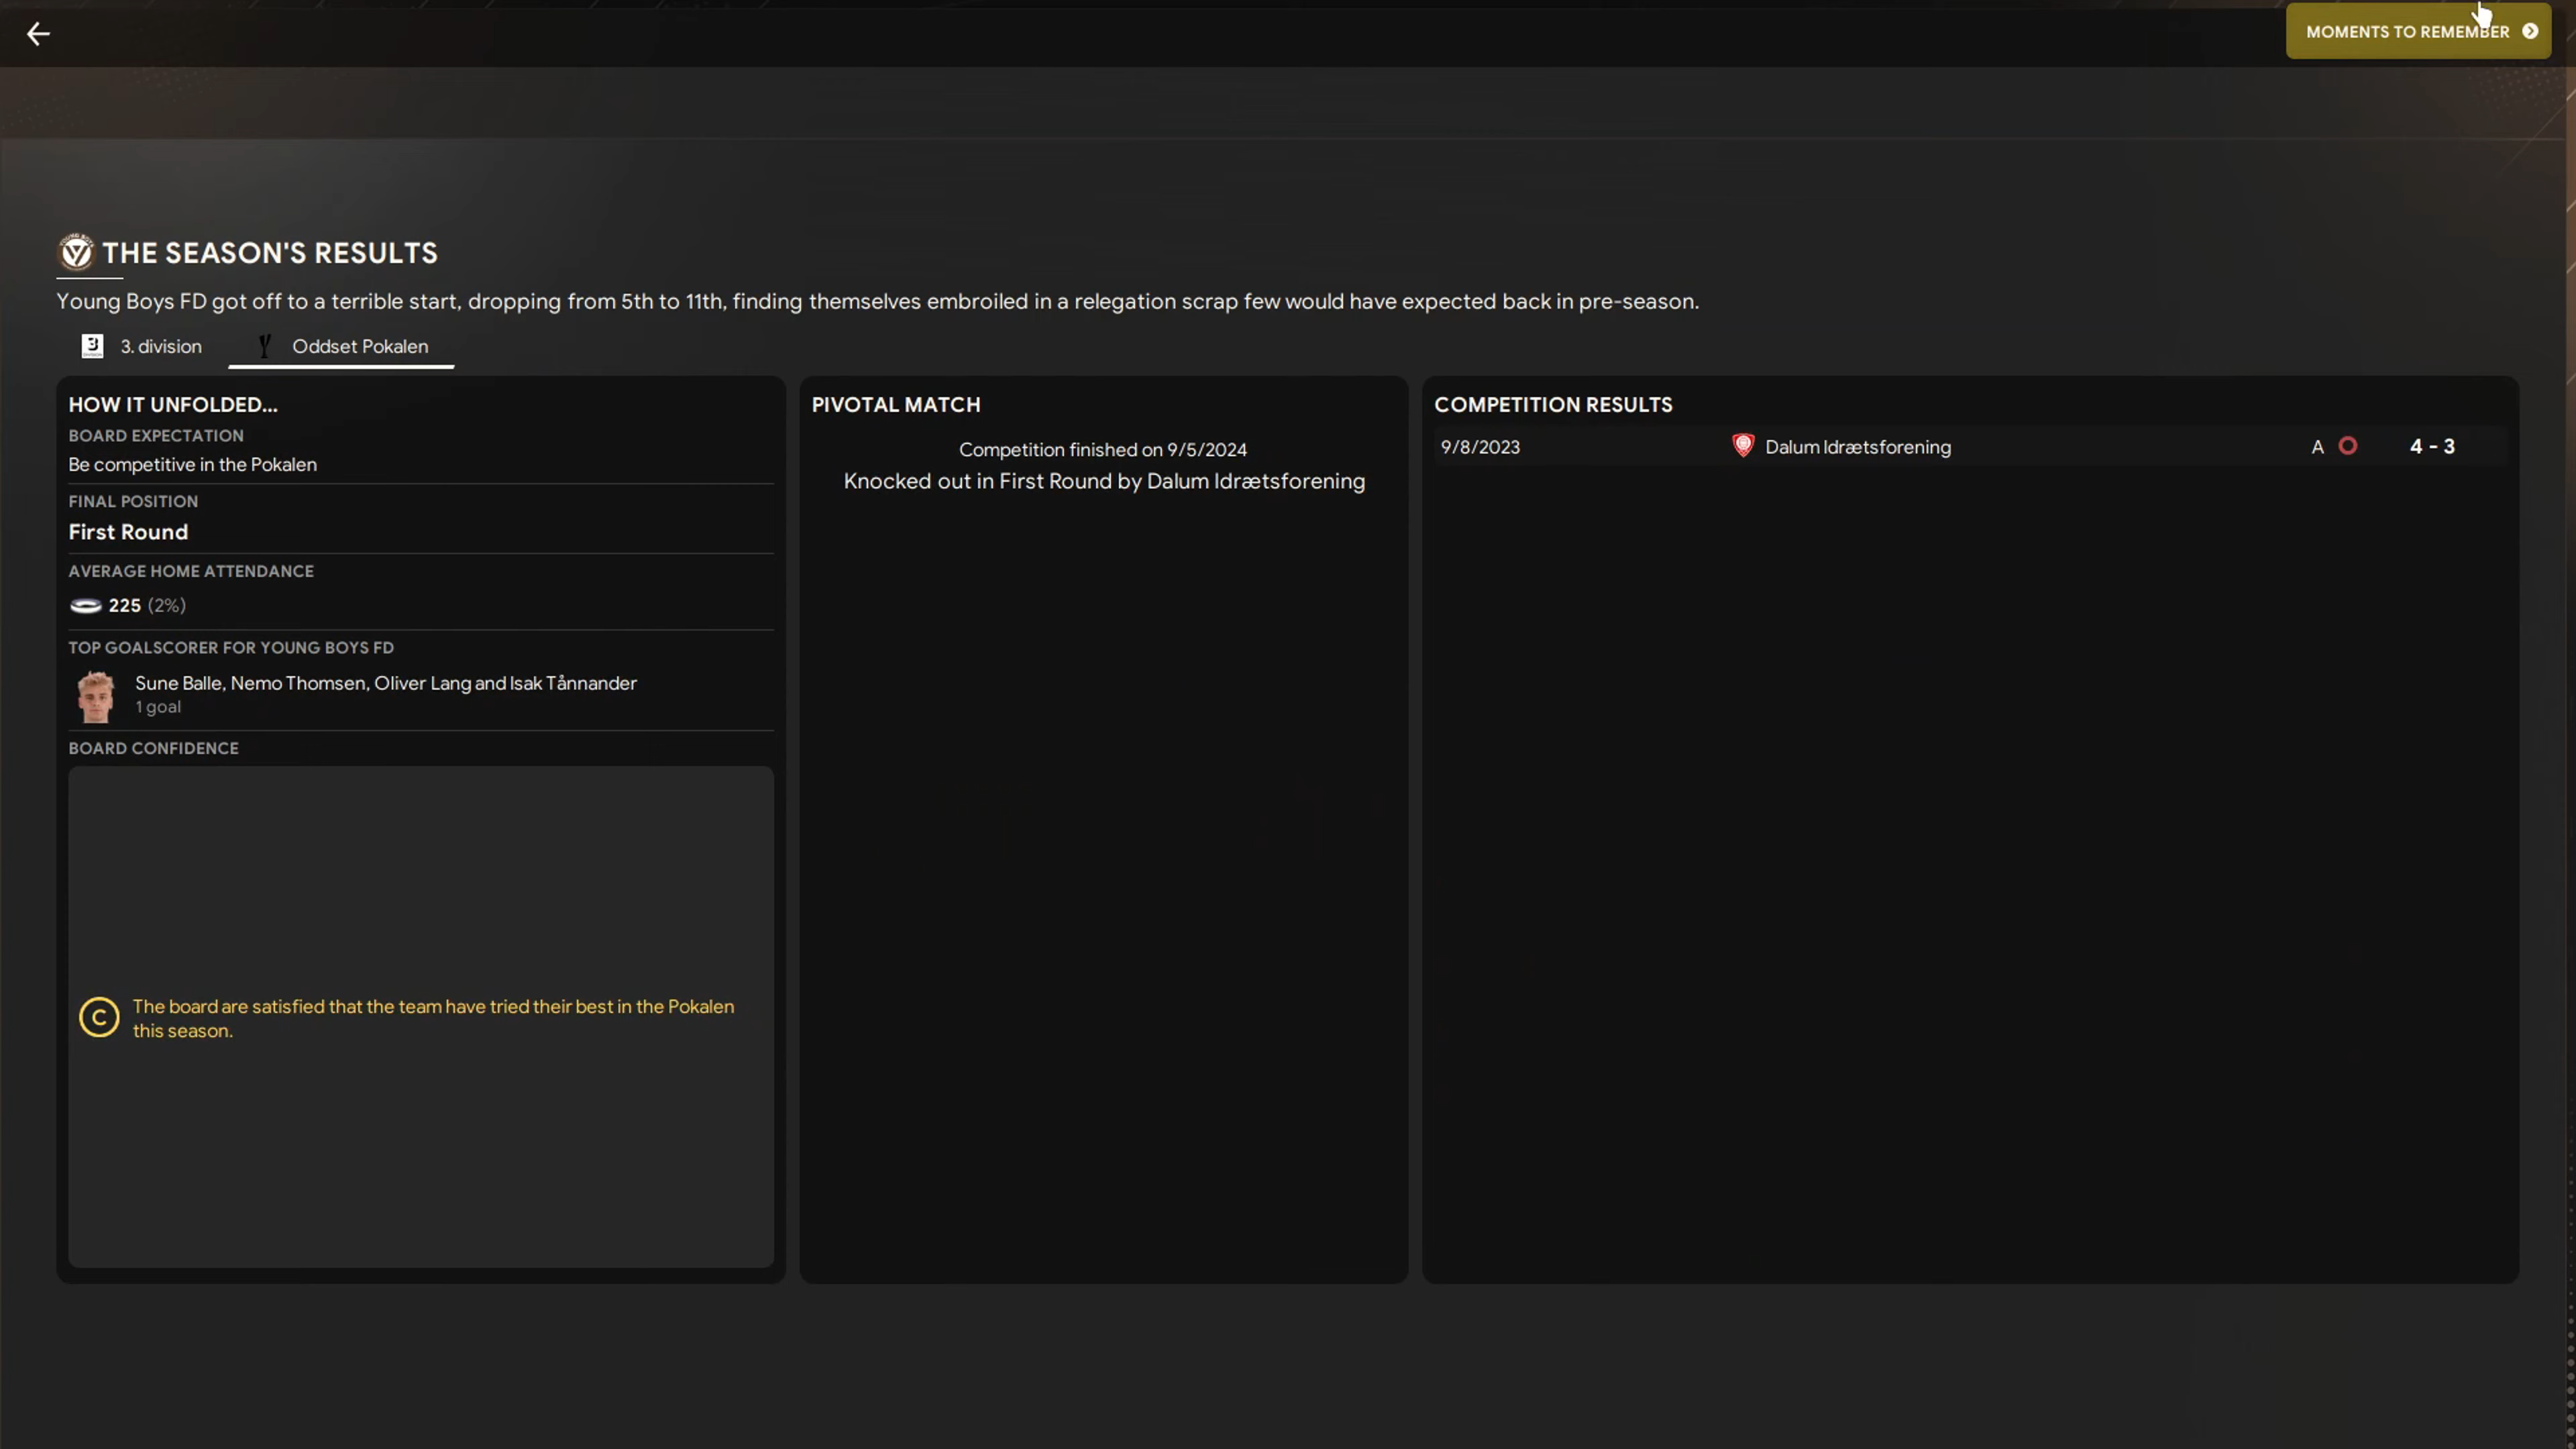 MOMENTS TO REMEMBER
THE SEASON'S RESULTS
Young Boys FD got off to a terrible start, dropping from 5th to 11th, finding themselves embroiled in a relegation scrap few would have expected back in pre-season.
3. division
Oddset Pokalen
HOW IT UNFOLDED...
BOARD EXPECTATION
Be competitive in the Pokalen
FINAL POSITION
First Round
AVERAGE HOME ATTENDANCE
225 (2%)
TOP GOALSCORER FOR YOUNG BOYS FD
Sune Balle, Nemo Thomsen, Oliver Lang and Isak Tånnander
1 goal
BOARD CONFIDENCE
C
The board are satisfied that the team have tried their best in the Pokalen
this season.
PIVOTAL MATCH
Competition finished on 9/5/2024
Knocked out in First Round by Dalum Idrætsforening
COMPETITION RESULTS
9/8/2023 Dalum Idrætsforening A 4 - 3